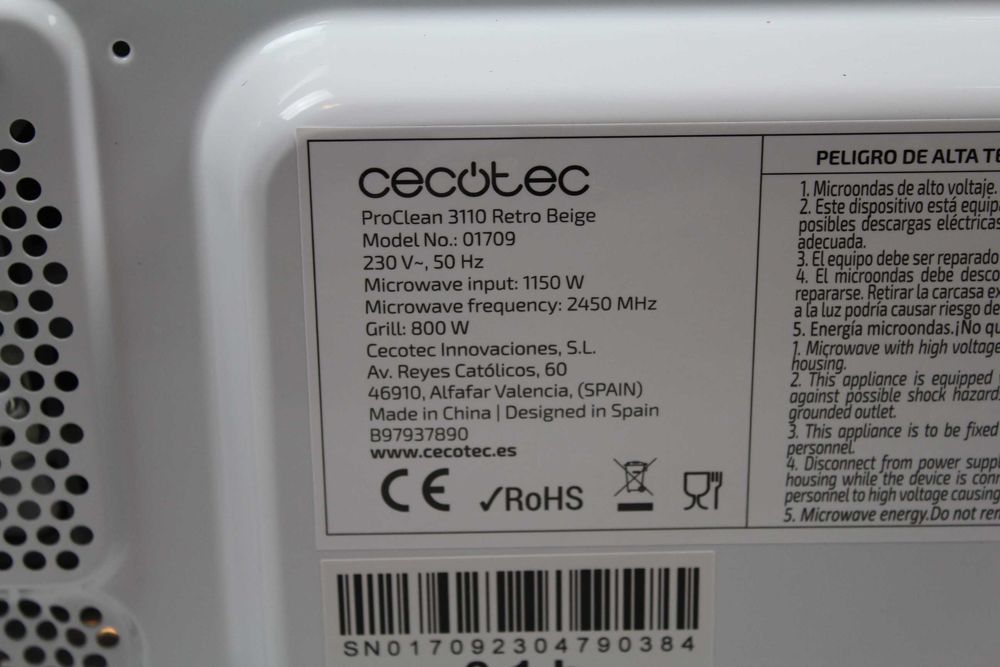 cecotec
ProClean 3110 Retro Beige
Model No.: 01709
230 V~, 50 Hz
Microwave input: 1150 W
Microwave frequency: 2450 MHz
Grill: 800 W
Cecotec Innovaciones, S.L.
Av. Reyes Católicos, 60
46910, Alfafar Valencia, (SPAIN)
Made in China | Designed in Spain
B97937890
www.cecotec.es
CE ✓RoHS
PELIGRO DE ALTA
1. Microondas de alto voltaje.
2. Este dispositivo está
posibles descargas eléctricas
adecuada.
3. El equipo debe ser reparado
4. El microondas debe
repararse. Retirar la carcasa
a la luz podría causar riesgo de
5. Energía microondas.¡No
1. Microwave with high voltage
housing.
2. This appliance is equipped
against possible shock
grounded outlet.
3. This appliance is to be fixed
personnel.
4. Disconnect from power
housing while the device is
personnel to high voltage causing
5. Microwave energy.Do not
SN017092304790384